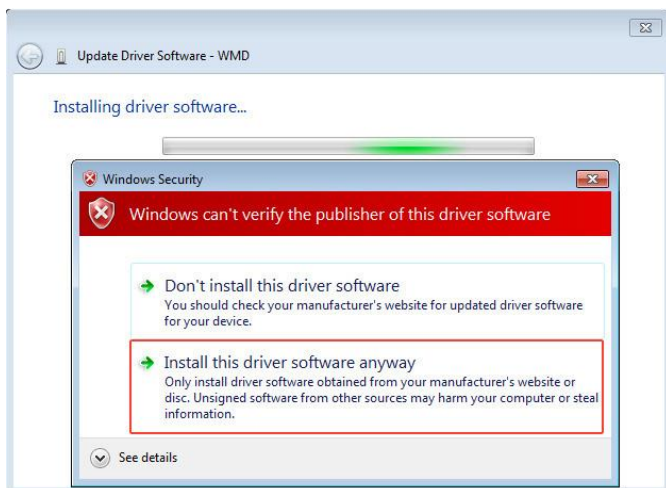 Update Driver Software - WMD
Installing driver software...
Windows Security
Windows can't verify the publisher of this driver software
Don't install this driver software
You should check your manufacturer's website for updated driver software
for your device.
Install this driver software anyway
Only install driver software obtained from your manufacturer's website or
disc. Unsigned software from other sources may harm your computer or steal
information.
See details